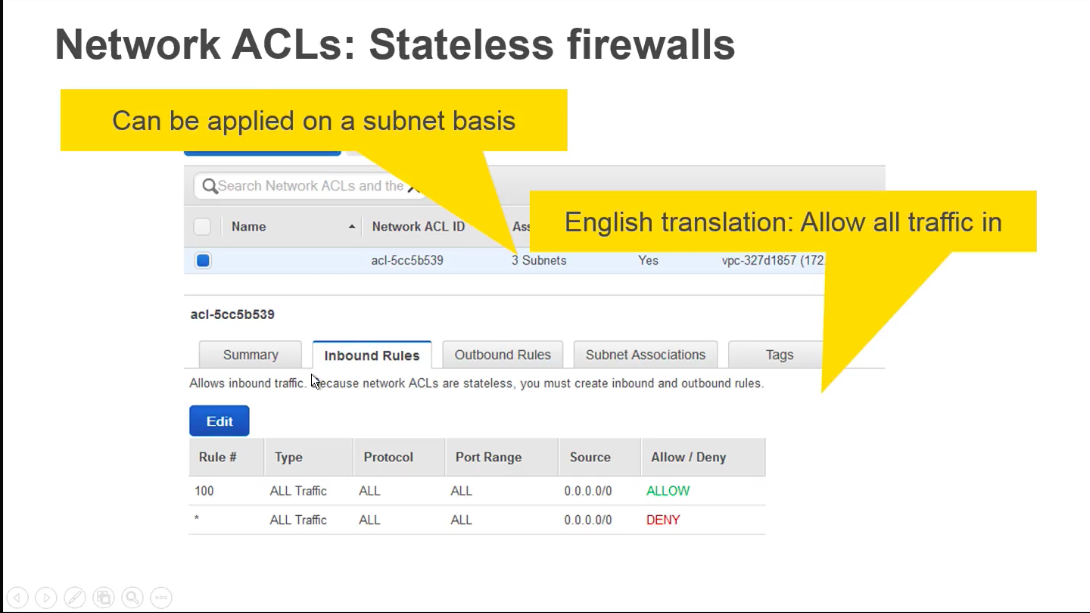 Network ACLs: Stateless firewalls
Can be applied on a subnet basis
Search Network ACLs and the
English translation: Allow all traffic in
Name Network ACL ID
acl-5cc5b539 3 Subnets Yes vpc-327d1857 (172.
acl-5cc5b539
Summary Inbound Rules Outbound Rules Subnet Associations Tags
Allows inbound traffic. Because network ACLs are stateless, you must create inbound and outbound rules.
Edit
Rule # Type Protocol Port Range Source Allow / Deny
100 ALL Traffic ALL ALL 0.0.0.0/0 ALLOW
* ALL Traffic ALL ALL 0.0.0.0/0 DENY